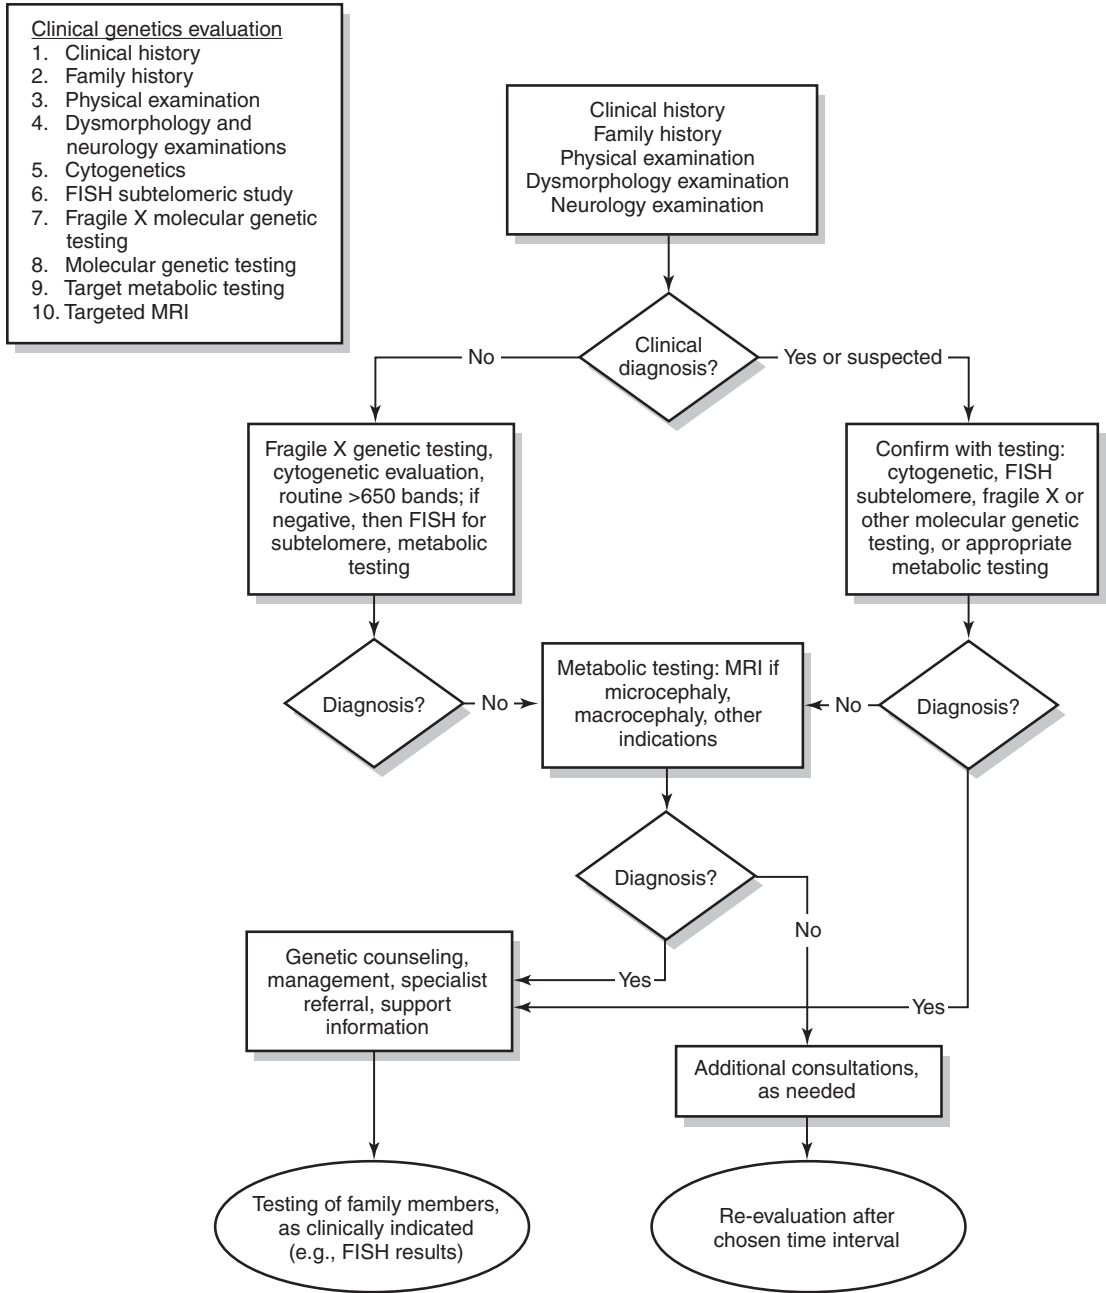 Clinical genetics evaluation
1. Clinical history
2. Family history
3. Physical examination
4. Dysmorphology and
neurology examinations
5. Cytogenetics
6. FISH subtelomeric study
7. Fragile X molecular genetic
testing
8. Molecular genetic testing
9. Target metabolic testing
10. Targeted MRI
Clinical history
Family history
Physical examination
Dysmorphology examination
Neurology examination
Clinical
diagnosis?
No
Yes or suspected
Fragile X genetic testing,
cytogenetic evaluation,
routine >650 bands; if
negative, then FISH for
subtelomere, metabolic
testing
Confirm with testing:
cytogenetic, FISH
subtelomere, fragile X or
other molecular genetic
testing, or appropriate
metabolic testing
Diagnosis?
No
Metabolic testing: MRI if
microcephaly,
macrocephaly, other
indications
No
Diagnosis?
Diagnosis?
No
Yes
Yes
Genetic counseling,
management, specialist
referral, support
information
Additional consultations,
as needed
Testing of family members,
as clinically indicated
(e.g., FISH results)
Re-evaluation after
chosen time interval